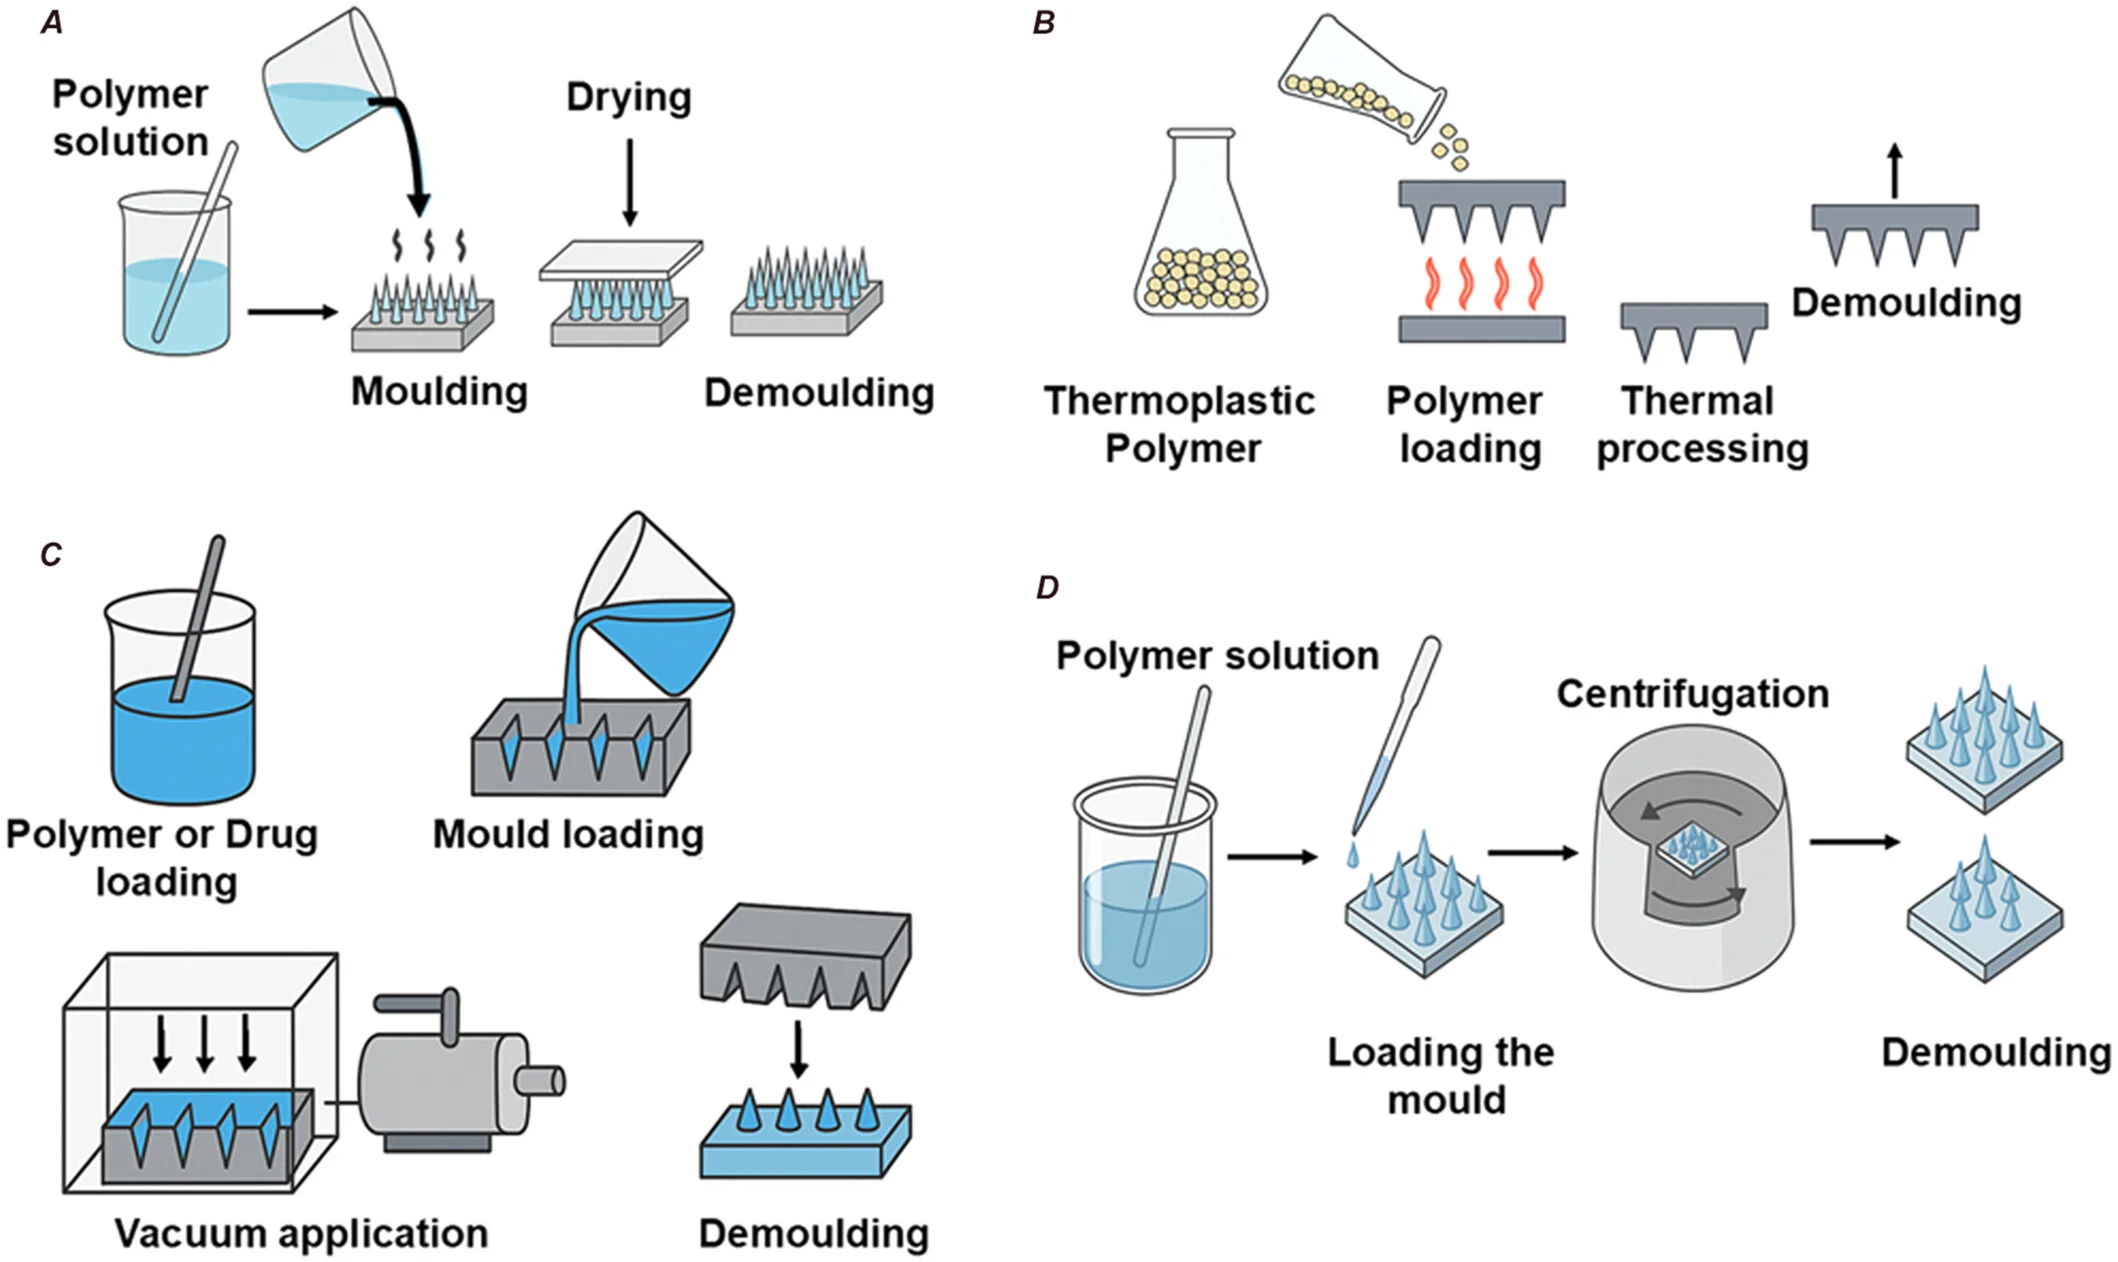 A
Polymer
solution
Drying
Moulding
Demoulding
B
Thermoplastic
Polymer
Polymer
loading
Thermal
processing
Demoulding
C
Polymer or Drug
loading
Mould loading
Vacuum application
Demoulding
D
Polymer solution
Centrifugation
Loading the
mould
Demoulding